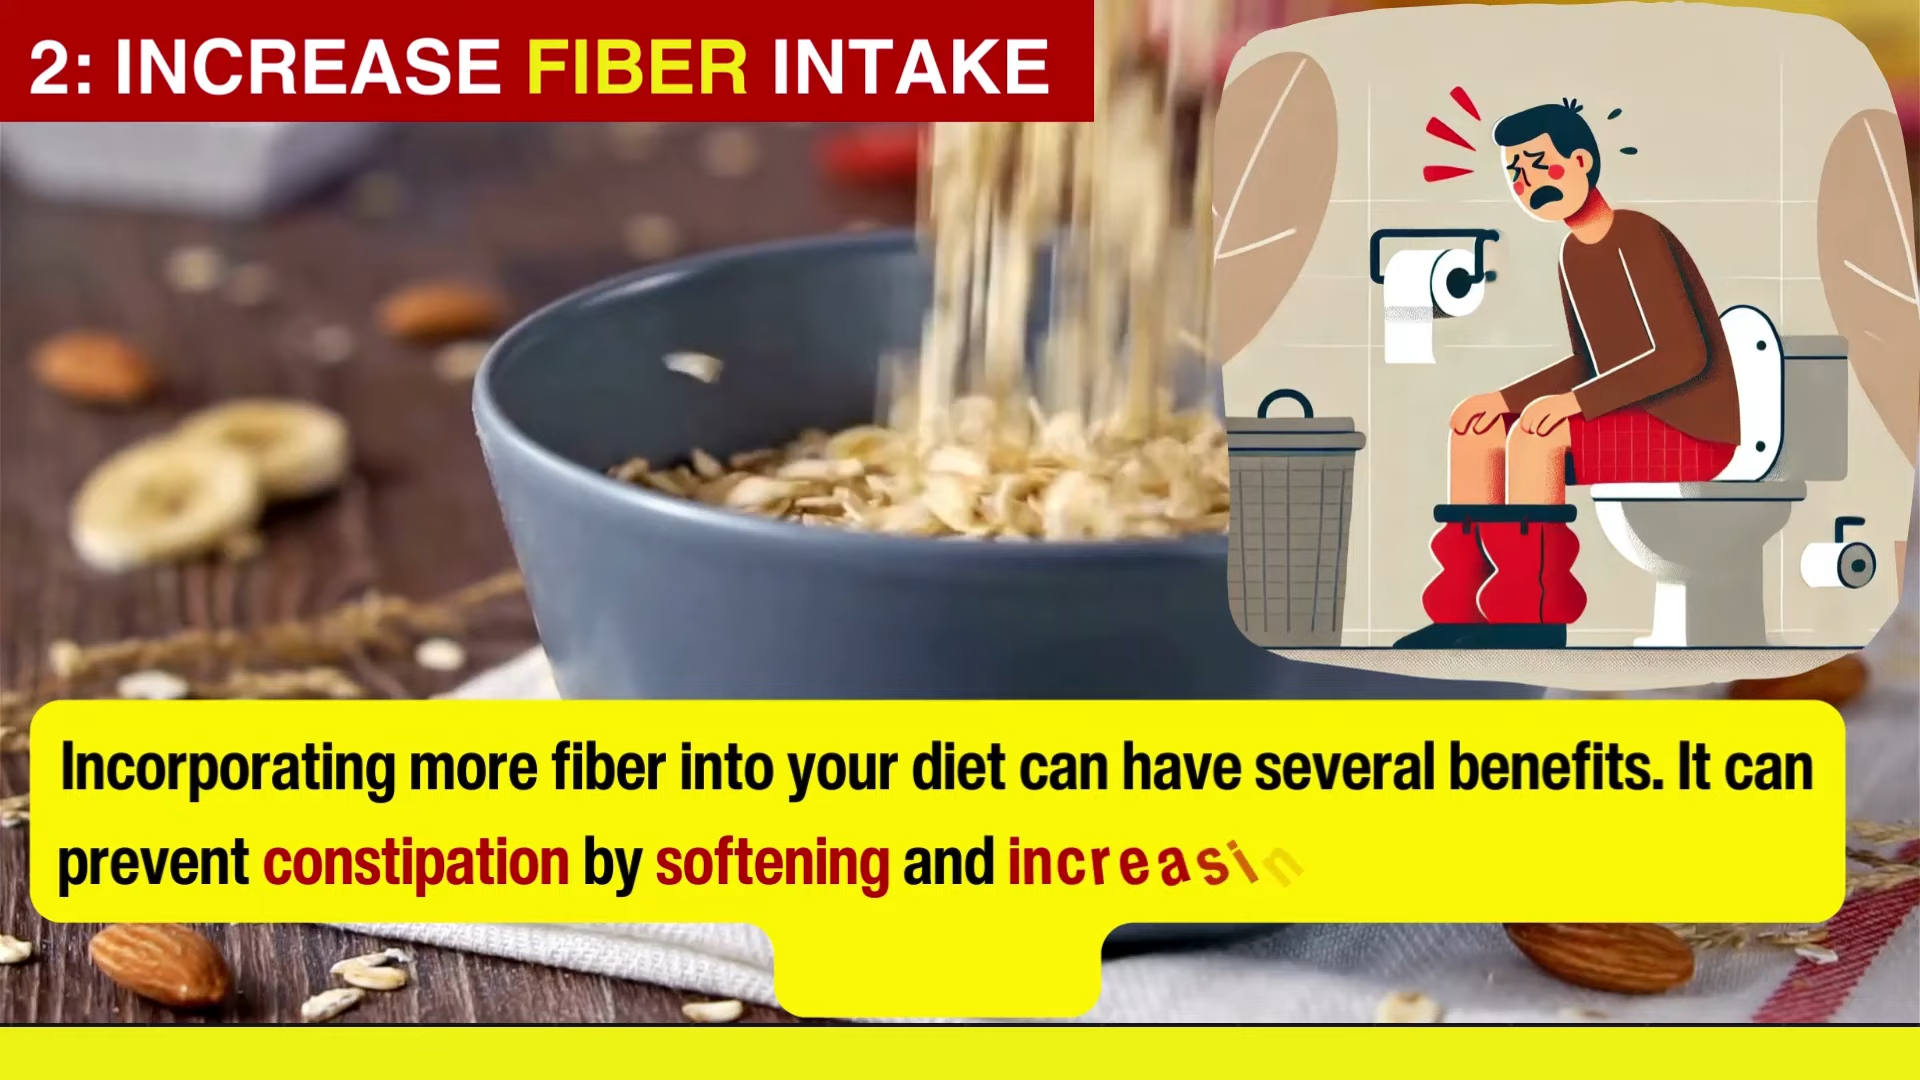 2: INCREASE FIBER INTAKE
Incorporating more fiber into your diet can have several benefits. It can
prevent constipation by softening and increasin